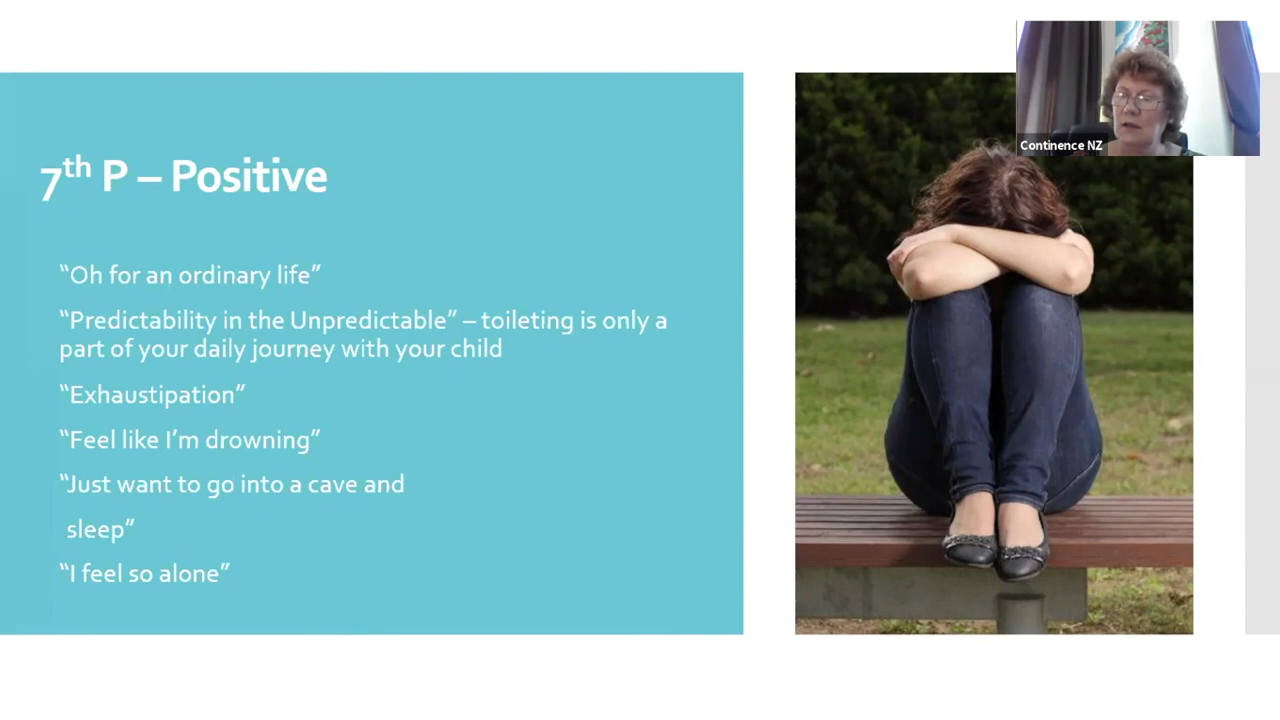 7th P – Positive
“Oh for an ordinary life”
“Predictability in the Unpredictable” – toileting is only a
part of your daily journey with your child
“Exhaustipation”
“Feel like I’m drowning”
“Just want to go into a cave and
sleep”
“I feel so alone”
Continence NZ